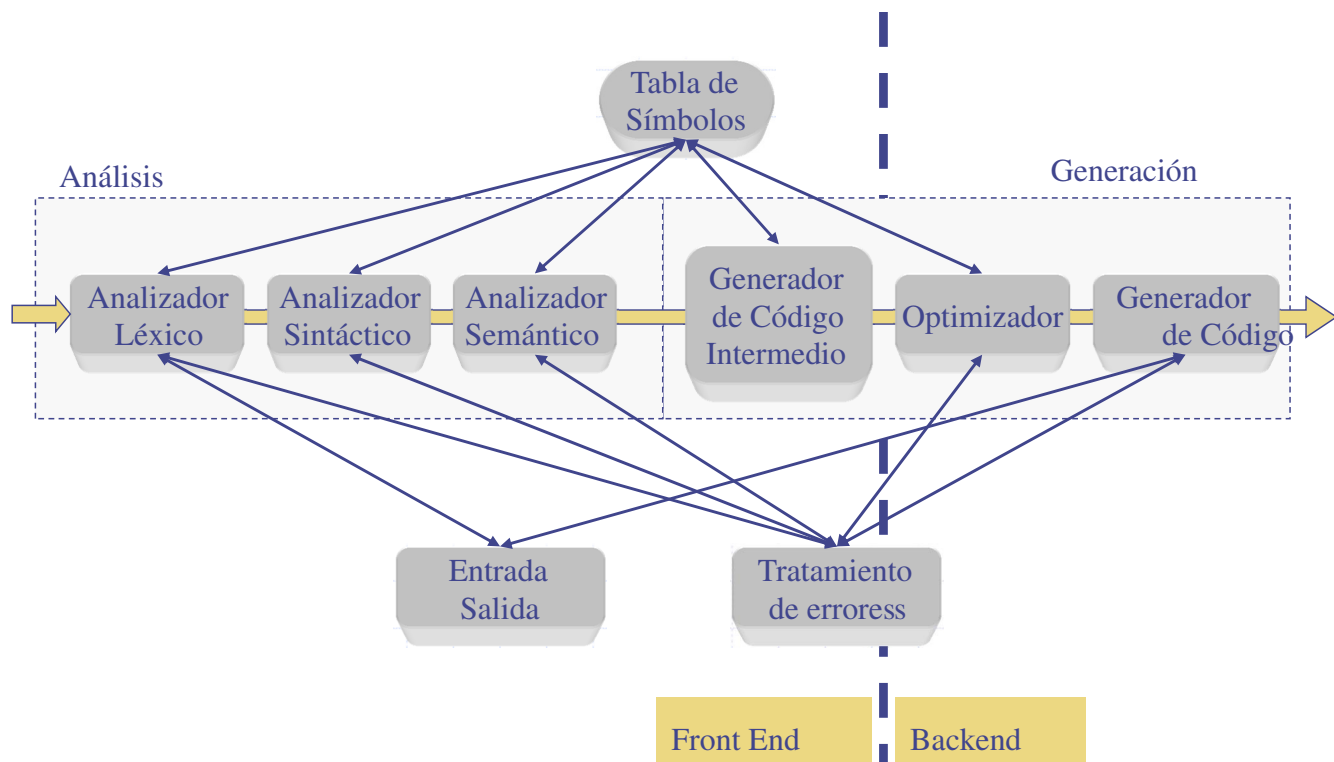 Tabla de
Símbolos
Análisis
Generación
Analizador
Léxico
Analizador
Sintáctico
Analizador
Semántico
Generador
de Código
Intermedio
Optimizador
Generador
de Código
Entrada
Salida
Tratamiento
de erroress
Front End
Backend